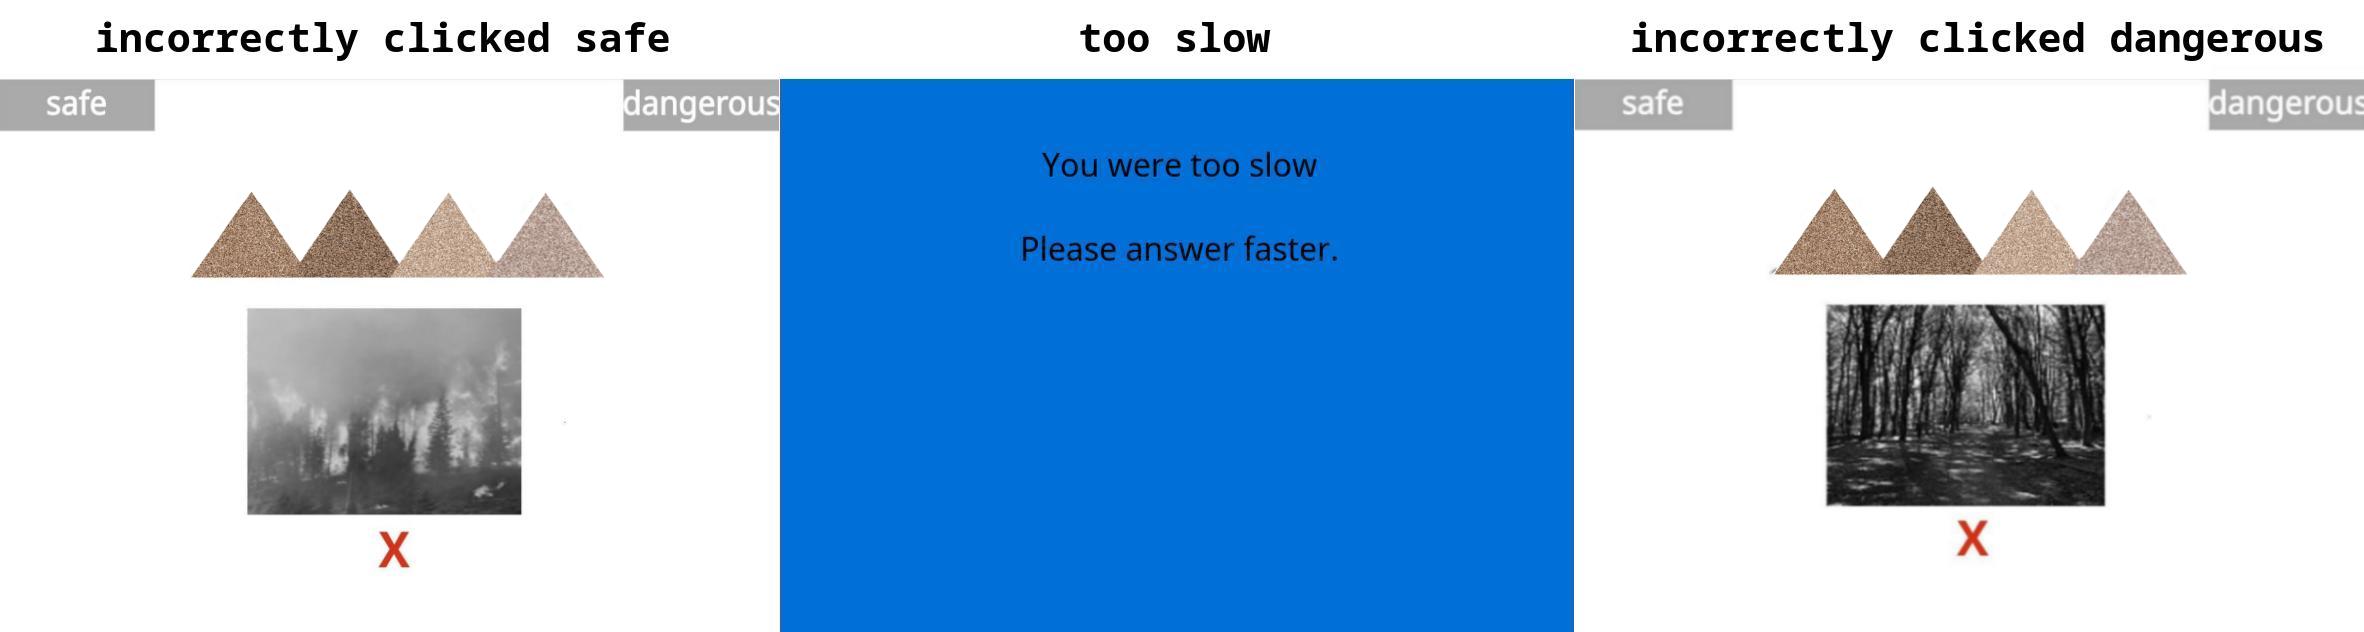 incorrectly clicked safe
safe
dangerous
X
too slow
You were too slow
Please answer faster.
incorrectly clicked dangerous
safe
dangerous
X